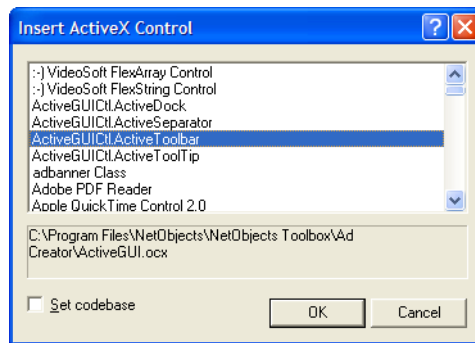 Insert ActiveX Control
:-) VideoSoft FlexArray Control
:-) VideoSoft FlexString Control
ActiveGUICtl.ActiveDock
ActiveGUICtl.ActiveSeparator
ActiveGUICtl.ActiveToolbar
ActiveGUICtl.ActiveToolTip
adbanner Class
Adobe PDF Reader
Apple QuickTime Control 2.0
C:\Program Files\NetObjects\NetObjects Toolbox\Ad
Creator\ActiveGUI.ocx
Set codebase
OK
Cancel